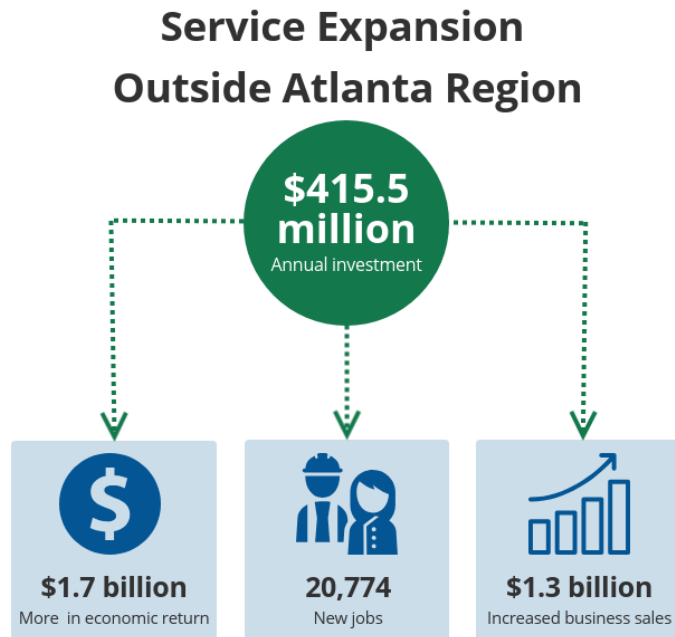 Service Expansion
Outside Atlanta Region
$415.5
million
Annual investment
$
$1.7 billion
More in economic return
20,774
New jobs
$1.3 billion
Increased business sales